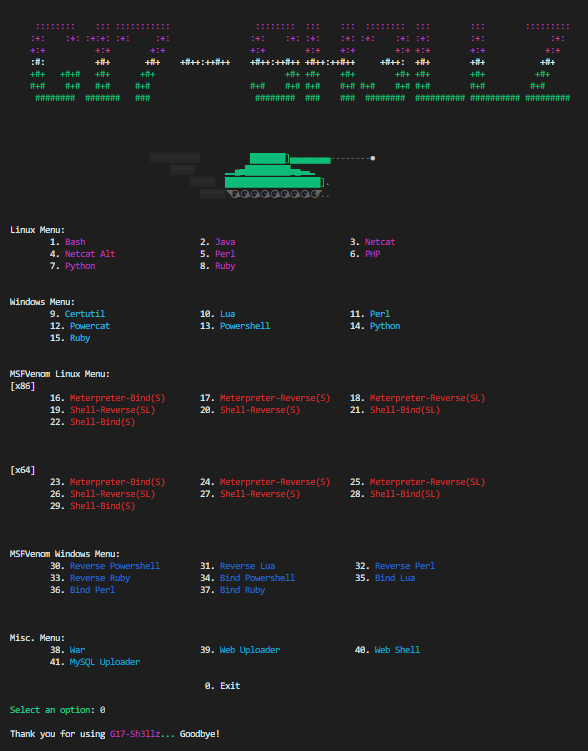 Linux Menu:
1. Bash 2. Java 3. Netcat
4. Netcat Alt 5. Perl 6. PHP
7. Python 8. Ruby
Windows Menu:
9. Certutil 10. Lua 11. Perl
12. Powercat 13. Powershell 14. Python
15. Ruby
MSFVenom Linux Menu:
[x86]
16. Meterpreter-Bind(S) 17. Meterpreter-Reverse(S) 18. Meterpreter-Reverse(SL)
19. Shell-Reverse(SL) 20. Shell-Reverse(S) 21. Shell-Bind(SL)
22. Shell-Bind(S)
[x64]
23. Meterpreter-Bind(S) 24. Meterpreter-Reverse(S) 25. Meterpreter-Reverse(SL)
26. Shell-Reverse(SL) 27. Shell-Reverse(S) 28. Shell-Bind(SL)
29. Shell-Bind(S)
MSFVenom Windows Menu:
30. Reverse Powershell 31. Reverse Lua 32. Reverse Perl
33. Reverse Ruby 34. Bind Powershell 35. Bind Lua
36. Bind Perl 37. Bind Ruby
Misc. Menu:
38. War 39. Web Uploader 40. Web Shell
41. MySQL Uploader
0. Exit
Select an option: 0
Thank you for using G17-Sh3llz... Goodbye!